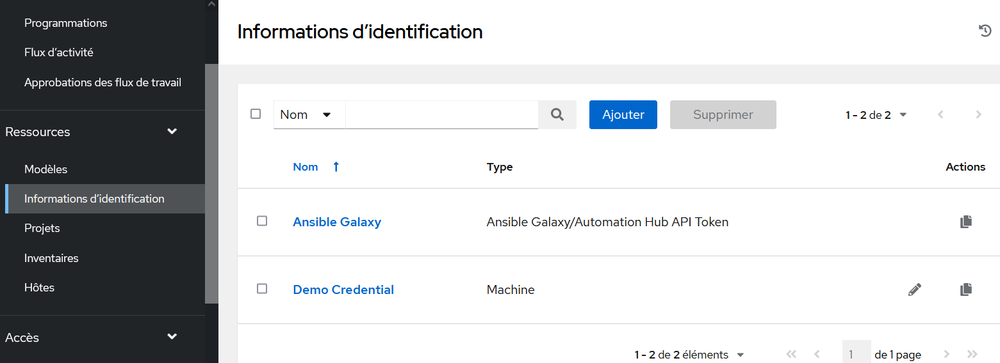 Programmations
Flux d’activité
Approbations des flux de travail
Ressources
Modèles
Informations d’identification
Projets
Inventaires
Hôtes
Accès
Informations d’identification
Nom
Ajouter
Supprimer
1 - 2 de 2
Nom
Type
Actions
Ansible Galaxy
Ansible Galaxy/Automation Hub API Token
Demo Credential
Machine
1 - 2 de 2 éléments
1
de 1 page